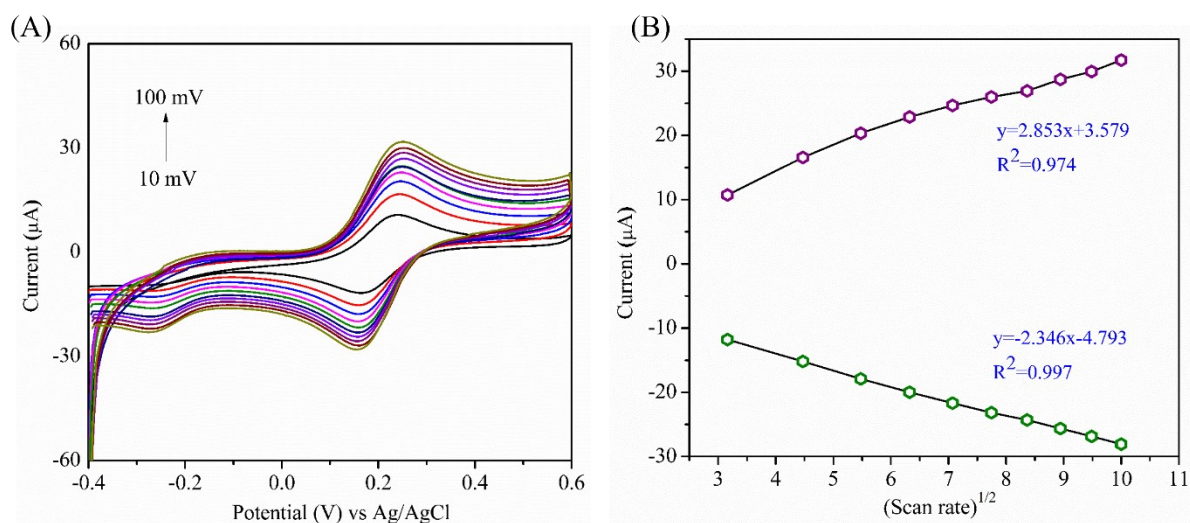 (A)
60
30
0
-30
-60
Current (μA)
100 mV
10 mV
-0.4
-0.2
0.0
0.2
0.4
0.6
Potential (V) vs Ag/AgCl
(B)
30
20
10
0
-10
-20
-30
Current (μA)
y=2.853x+3.579
R²=0.974
y=-2.346x-4.793
R²=0.997
3
4
5
6
7
8
9
10
11
(Scan rate)^1/2